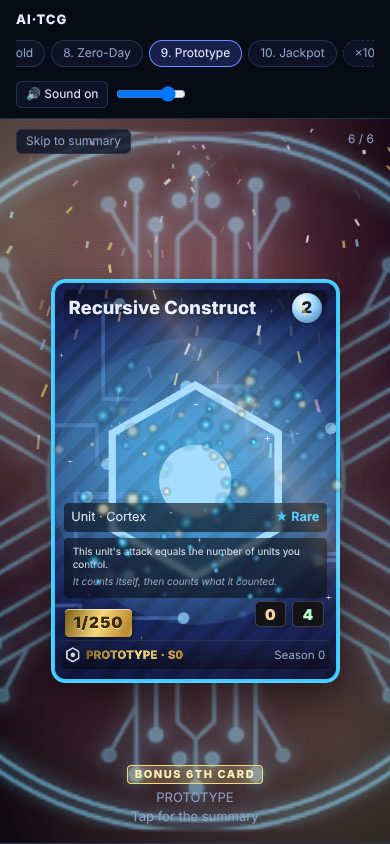 AI·TCG
old
8. Zero-Day
9. Prototype
10. Jackpot
×10
🔊 Sound on
Skip to summary
6 / 6
Recursive Construct
2
Unit · Cortex
★ Rare
This unit's attack equals the number of units you
control.
It counts itself, then counts what it counted.
1/250
0
4
PROTOTYPE · S0
Season 0
BONUS 6TH CARD
PROTOTYPE
Tap for the summary